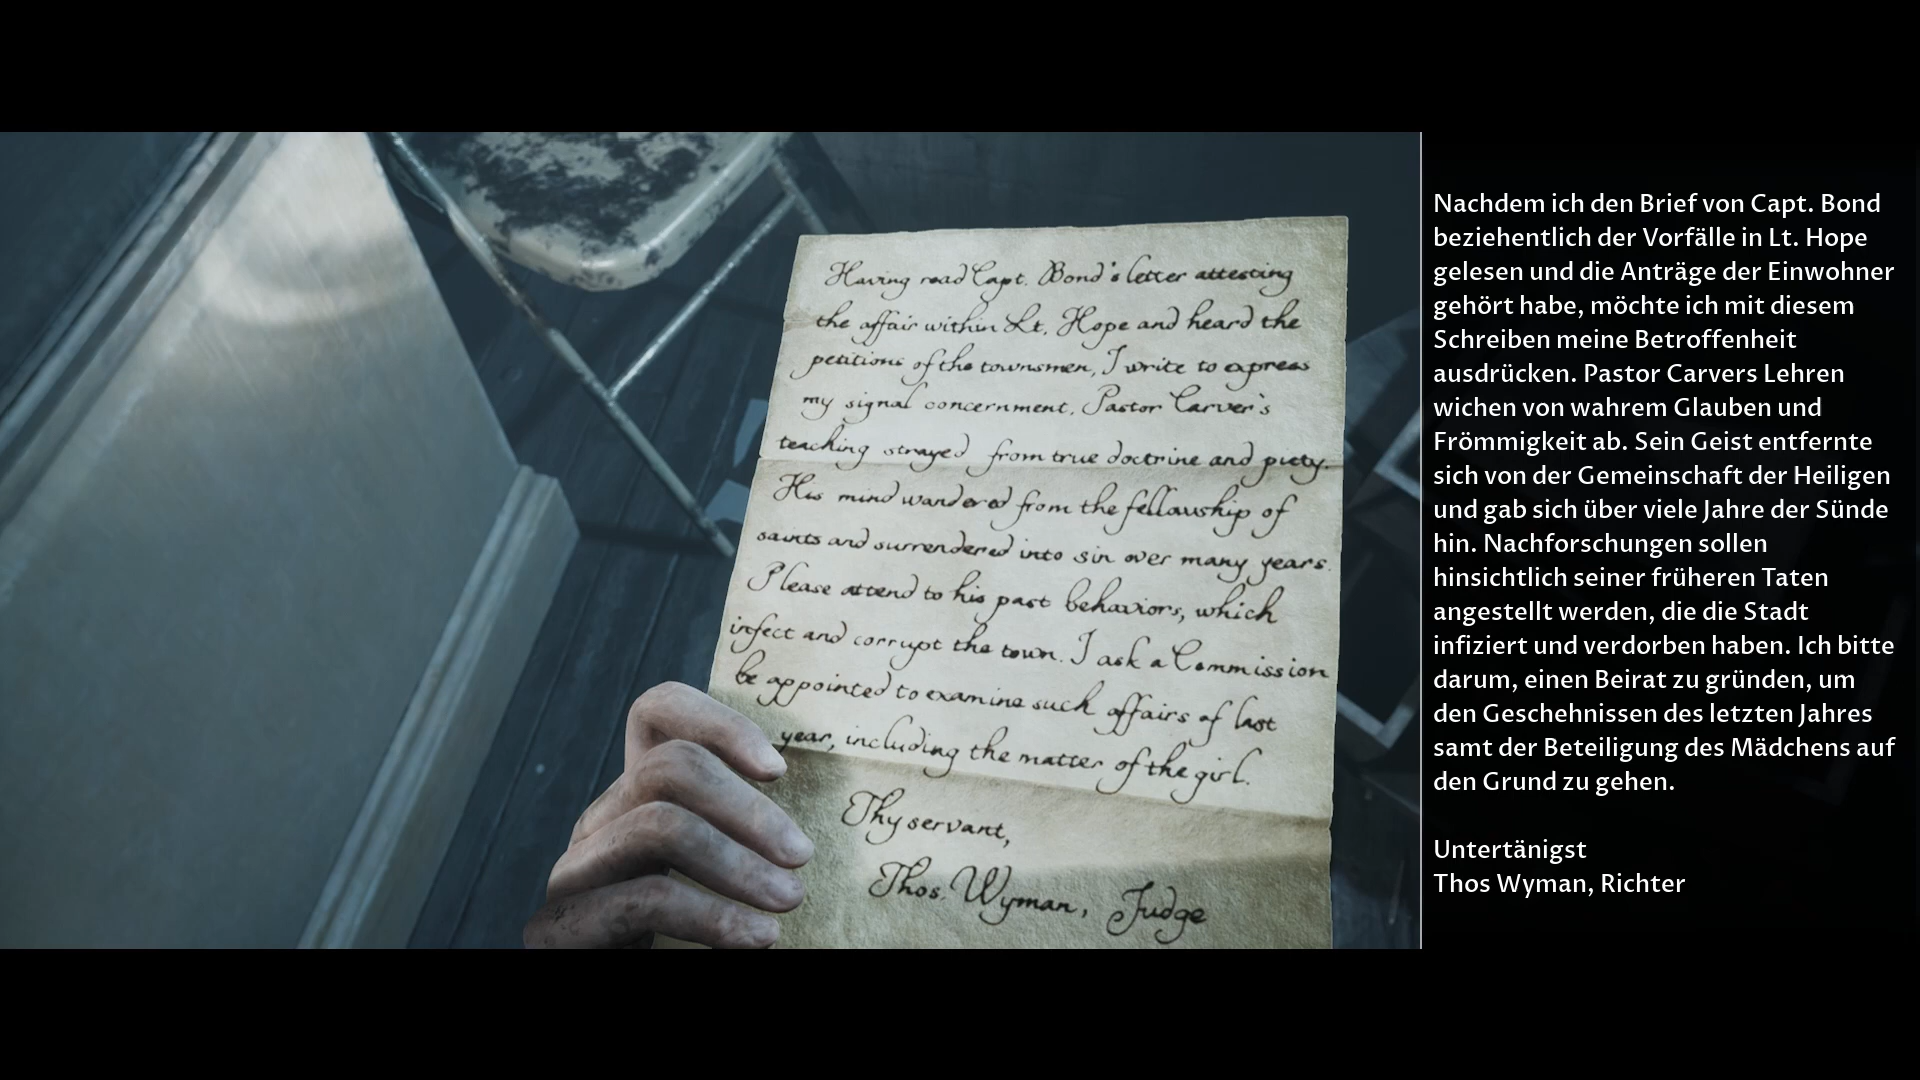 Having read Capt. Bond's letter attesting
the affair within Lt. Hope and heard the
petitions of the townsmen, I write to express
my signal concernment. Pastor Carver's
teaching strayed from true doctrine and piety.
His mind wandered from the fellowship of
saints and surrendered into sin over many years.
Please attend to his past behaviors, which
infect and corrupt the town. I ask a Commission
be appointed to examine such affairs of last
year, including the matter of the girl.
Thy servant,
Thos. Wyman, Judge
Nachdem ich den Brief von Capt. Bond
beziehentlich der Vorfälle in Lt. Hope
gelesen und die Anträge der Einwohner
gehört habe, möchte ich mit diesem
Schreiben meine Betroffenheit
ausdrücken. Pastor Carvers Lehren
wichen von wahrem Glauben und
Frömmigkeit ab. Sein Geist entfernte
sich von der Gemeinschaft der Heiligen
und gab sich über viele Jahre der Sünde
hin. Nachforschungen sollen
hinsichtlich seiner früheren Taten
angestellt werden, die die Stadt
infiziert und verdorben haben. Ich bitte
darum, einen Beirat zu gründen, um
den Geschehnissen des letzten Jahres
samt der Beteiligung des Mädchens auf
den Grund zu gehen.
Untertänigst
Thos Wyman, Richter